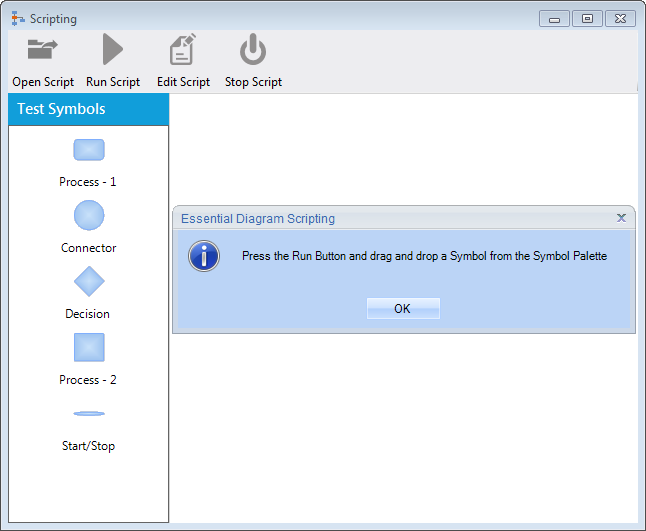 Scripting
Open Script Run Script Edit Script Stop Script
Test Symbols
Process - 1
Connector
Decision
Process - 2
Start/Stop
Essential Diagram Scripting
Press the Run Button and drag and drop a Symbol from the Symbol Palette
OK